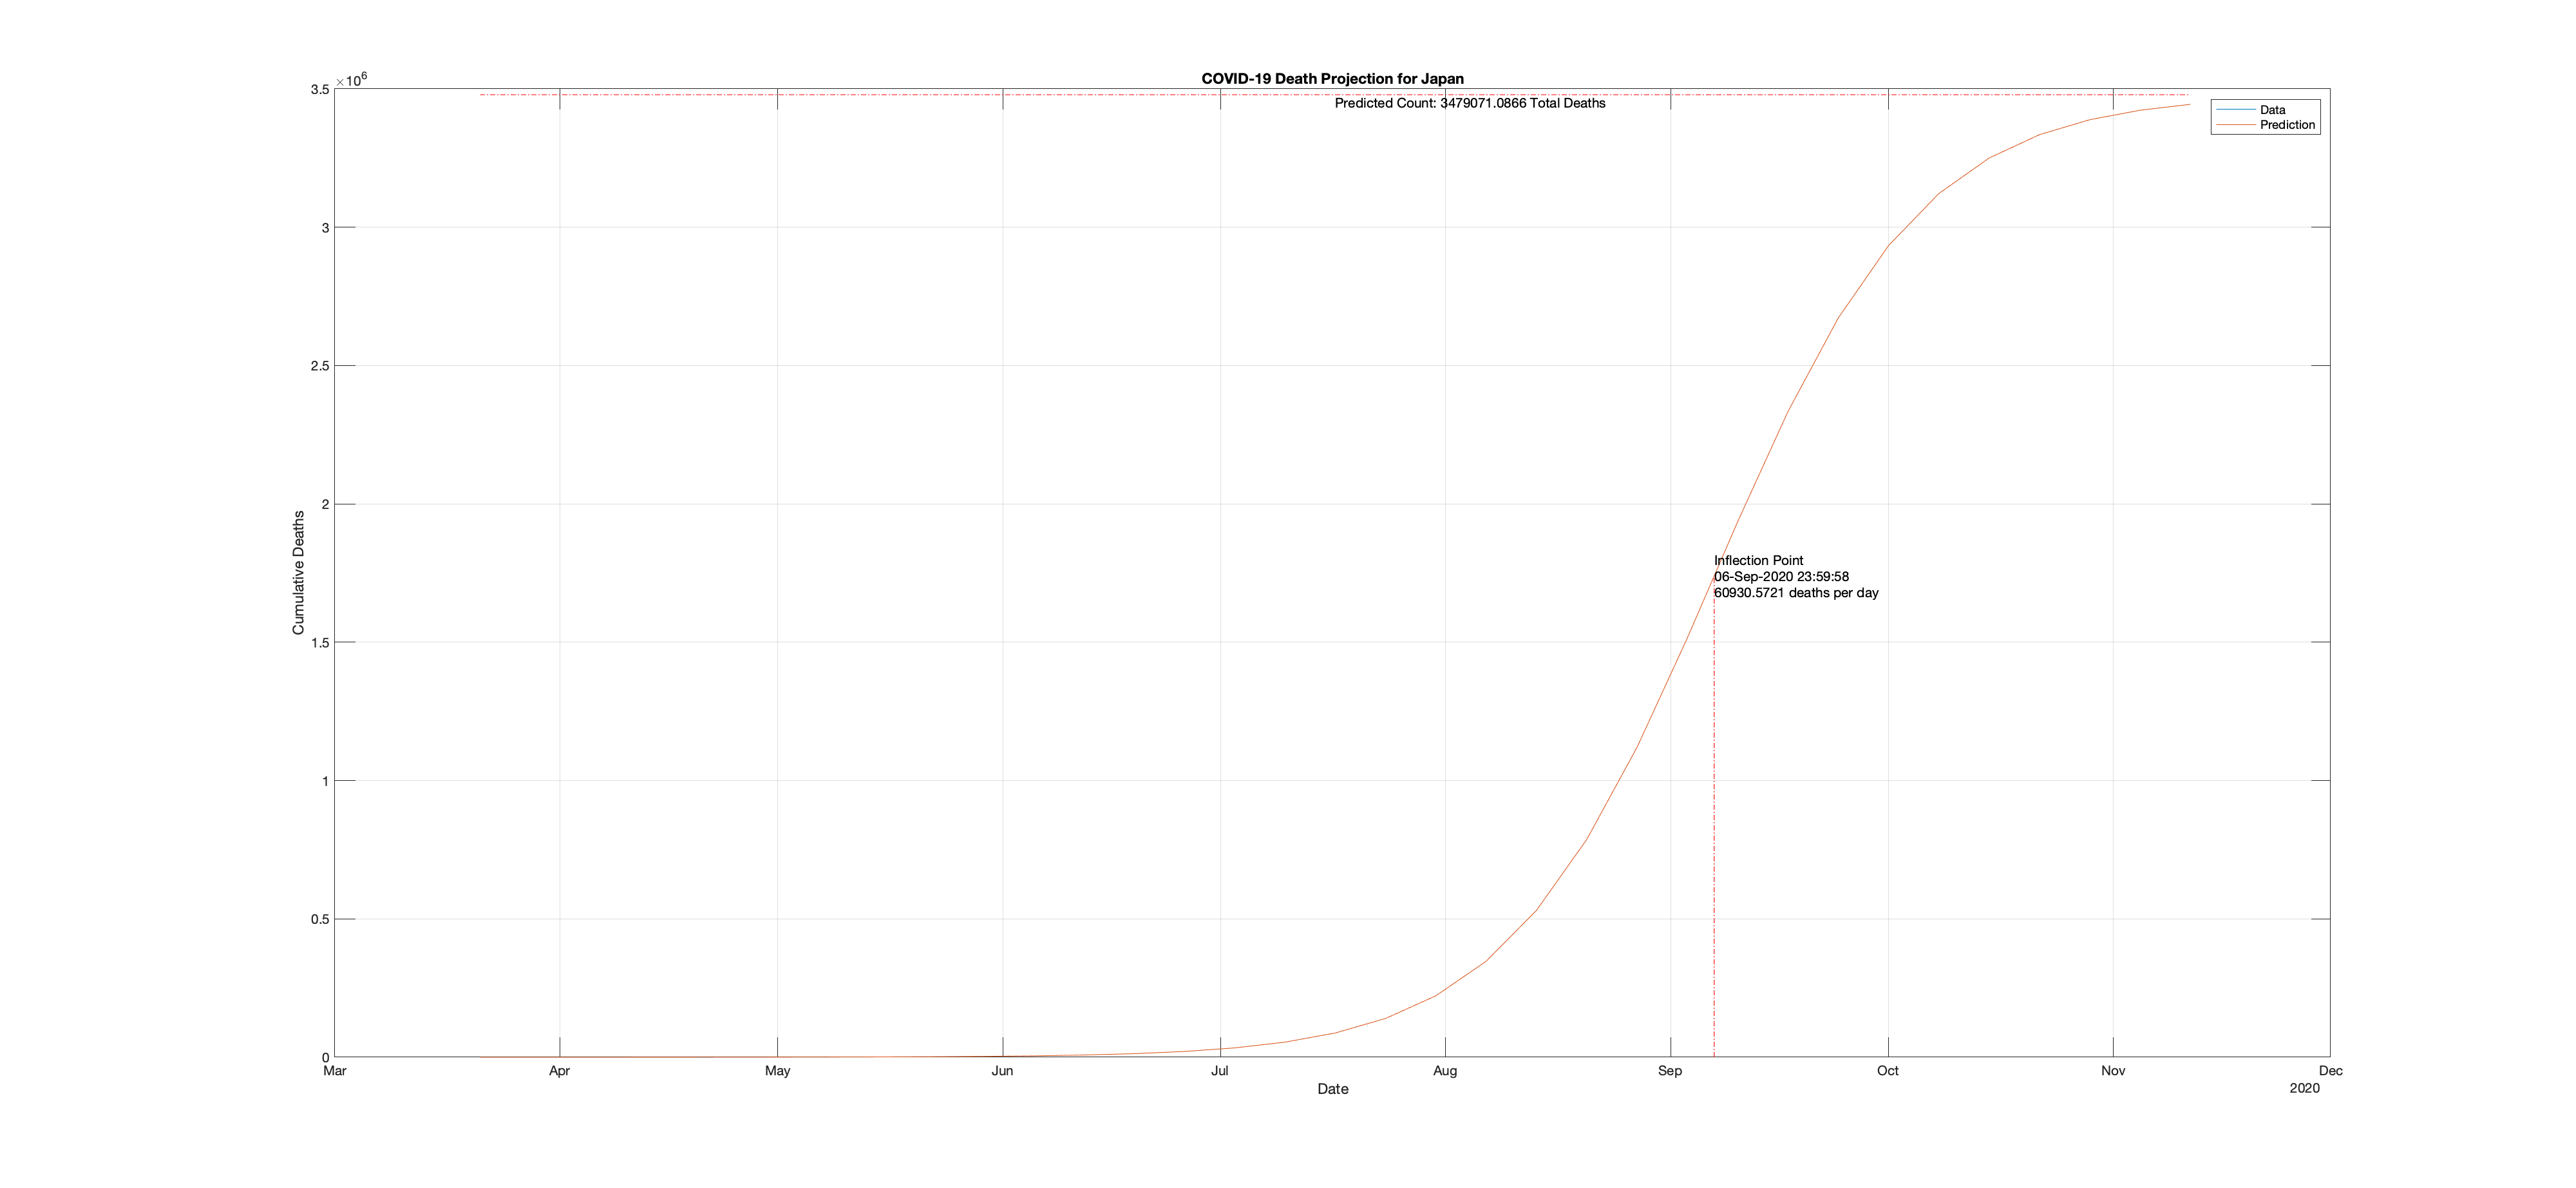 COVID-19 Death Projection for Japan
×10⁶
3.5
Predicted Count: 3479071.0866 Total Deaths
Data
Prediction
3
2.5
2
Cumulative Deaths
Inflection Point
06-Sep-2020 23:59:58
60930.5721 deaths per day
1.5
1
0.5
0
Mar Apr May Jun Jul Aug Sep Oct Nov Dec
Date
2020